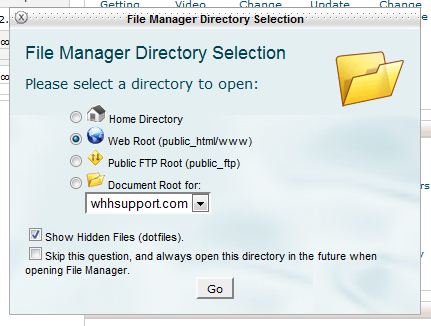 Getting
Video
Change
Update
Change
File Manager Directory Selection
File Manager Directory Selection
Please select a directory to open:
Home Directory
Web Root (public_html/www)
Public FTP Root (public_ftp)
Document Root for:
whhsupport.com
Show Hidden Files (dotfiles).
Skip this question, and always open this directory in the future when
opening File Manager.
Go